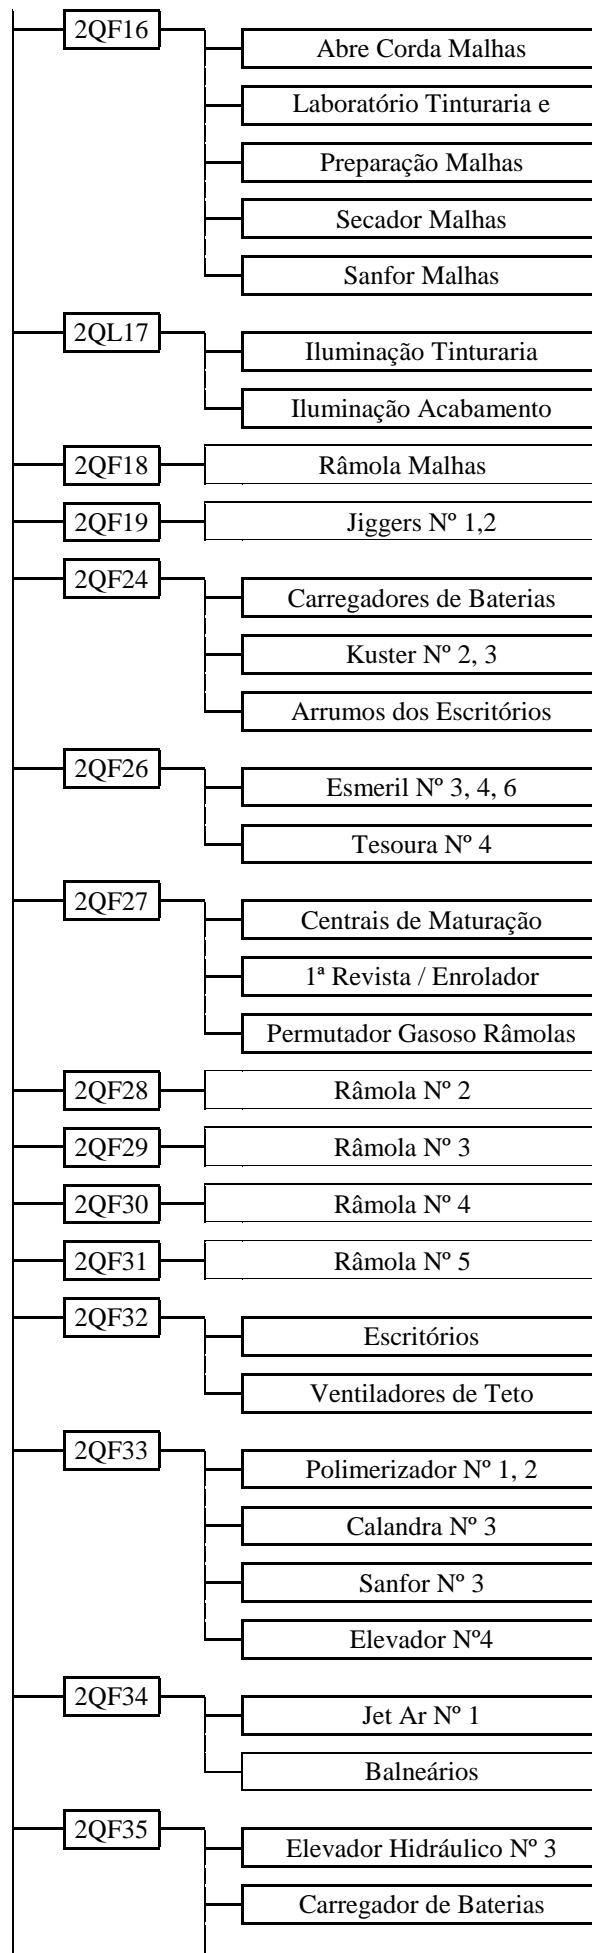 2QF16
Abre Corda Malhas
Laboratório Tinturaria e
Preparação Malhas
Secador Malhas
Sanfor Malhas
2QL17
Iluminação Tinturaria
Iluminação Acabamento
2QF18 Râmola Malhas
2QF19 Jiggers Nº 1,2
2QF24
Carregadores de Baterias
Kuster Nº 2, 3
Arrumos dos Escritórios
2QF26
Esmeril Nº 3, 4, 6
Tesoura Nº 4
2QF27
Centrais de Maturação
1ª Revista / Enrolador
Permutador Gasoso Râmolas
2QF28 Râmola Nº 2
2QF29 Râmola Nº 3
2QF30 Râmola Nº 4
2QF31 Râmola Nº 5
2QF32
Escritórios
Ventiladores de Teto
2QF33
Polimerizador Nº 1, 2
Calandra Nº 3
Sanfor Nº 3
Elevador Nº4
2QF34
Jet Ar Nº 1
Balneários
2QF35
Elevador Hidráulico Nº 3
Carregador de Baterias